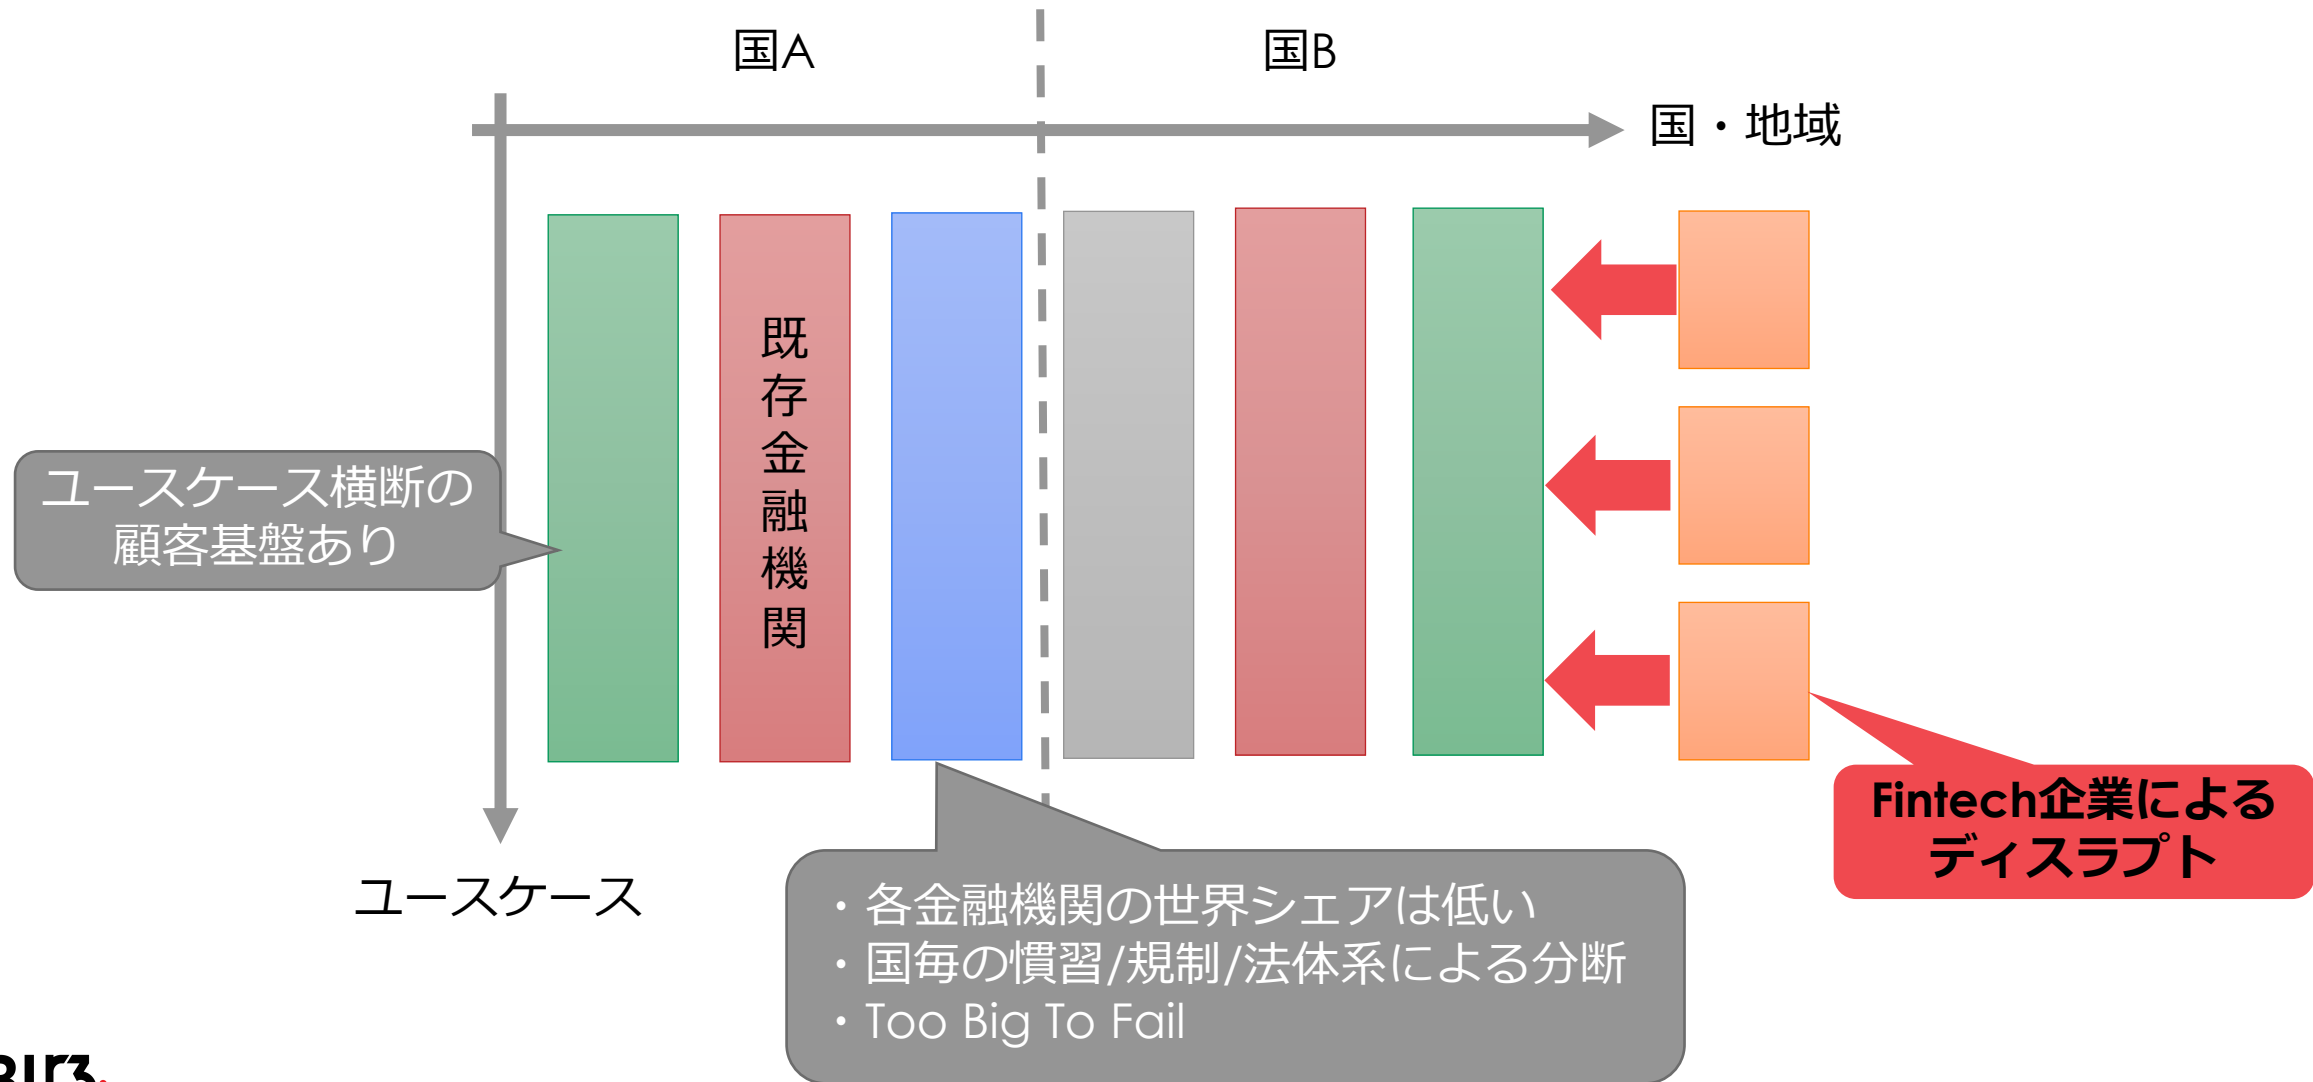 国A
国B
国・地域
既存金融機関
ユースケース横断の
顧客基盤あり
Fintech企業による
ディスラプト
ユースケース
・各金融機関の世界シェアは低い
・国毎の慣習/規制/法体系による分断
・Too Big To Fail